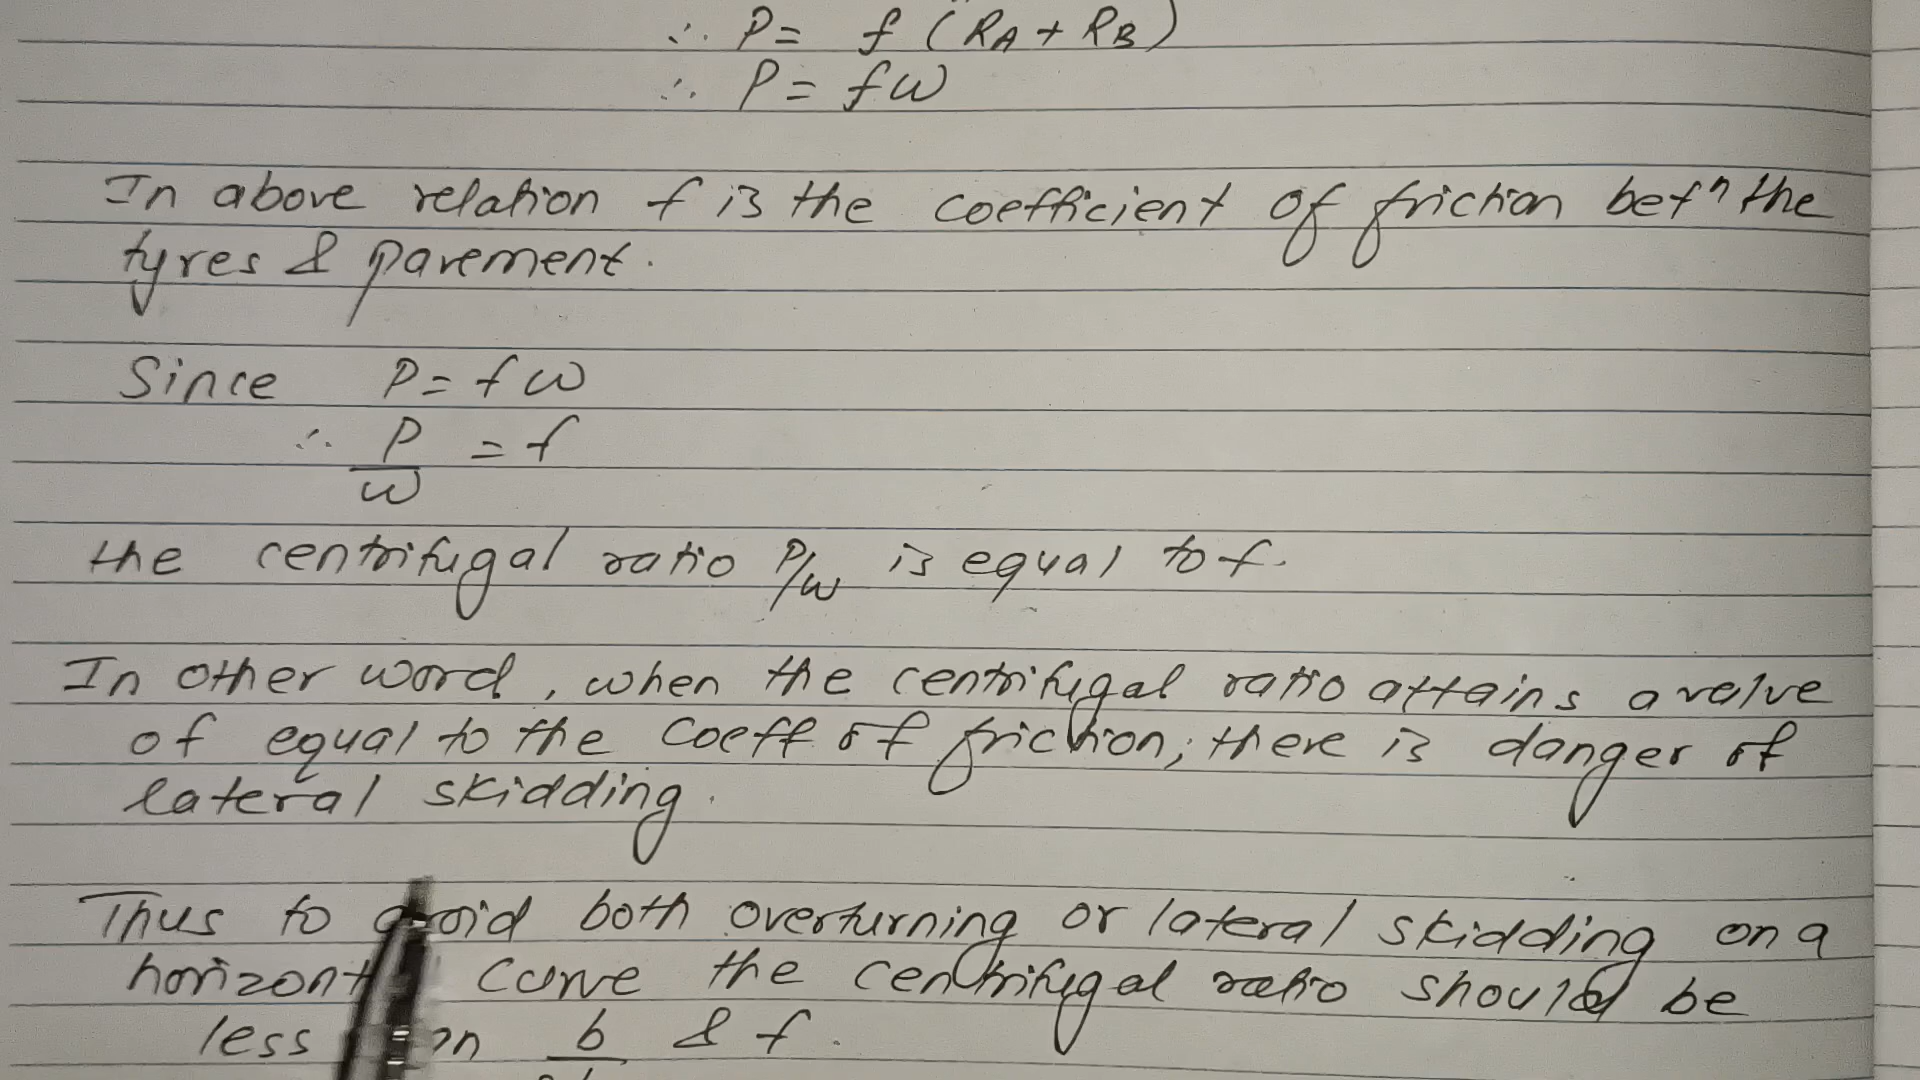 ∴ P = f (RA + RB)
∴ P = fW
In above relation f is the coefficient of friction betn the
tyres & pavement.
Since P = fW
∴ P/W = f
the centrifugal ratio P/W is equal to f.
In other word, when the centrifugal ratio attains a value
of equal to the coeff of friction, there is danger of
lateral skidding.
Thus to both overturning or lateral skidding on a
curve the centrifugal ratio should be
less b & f.